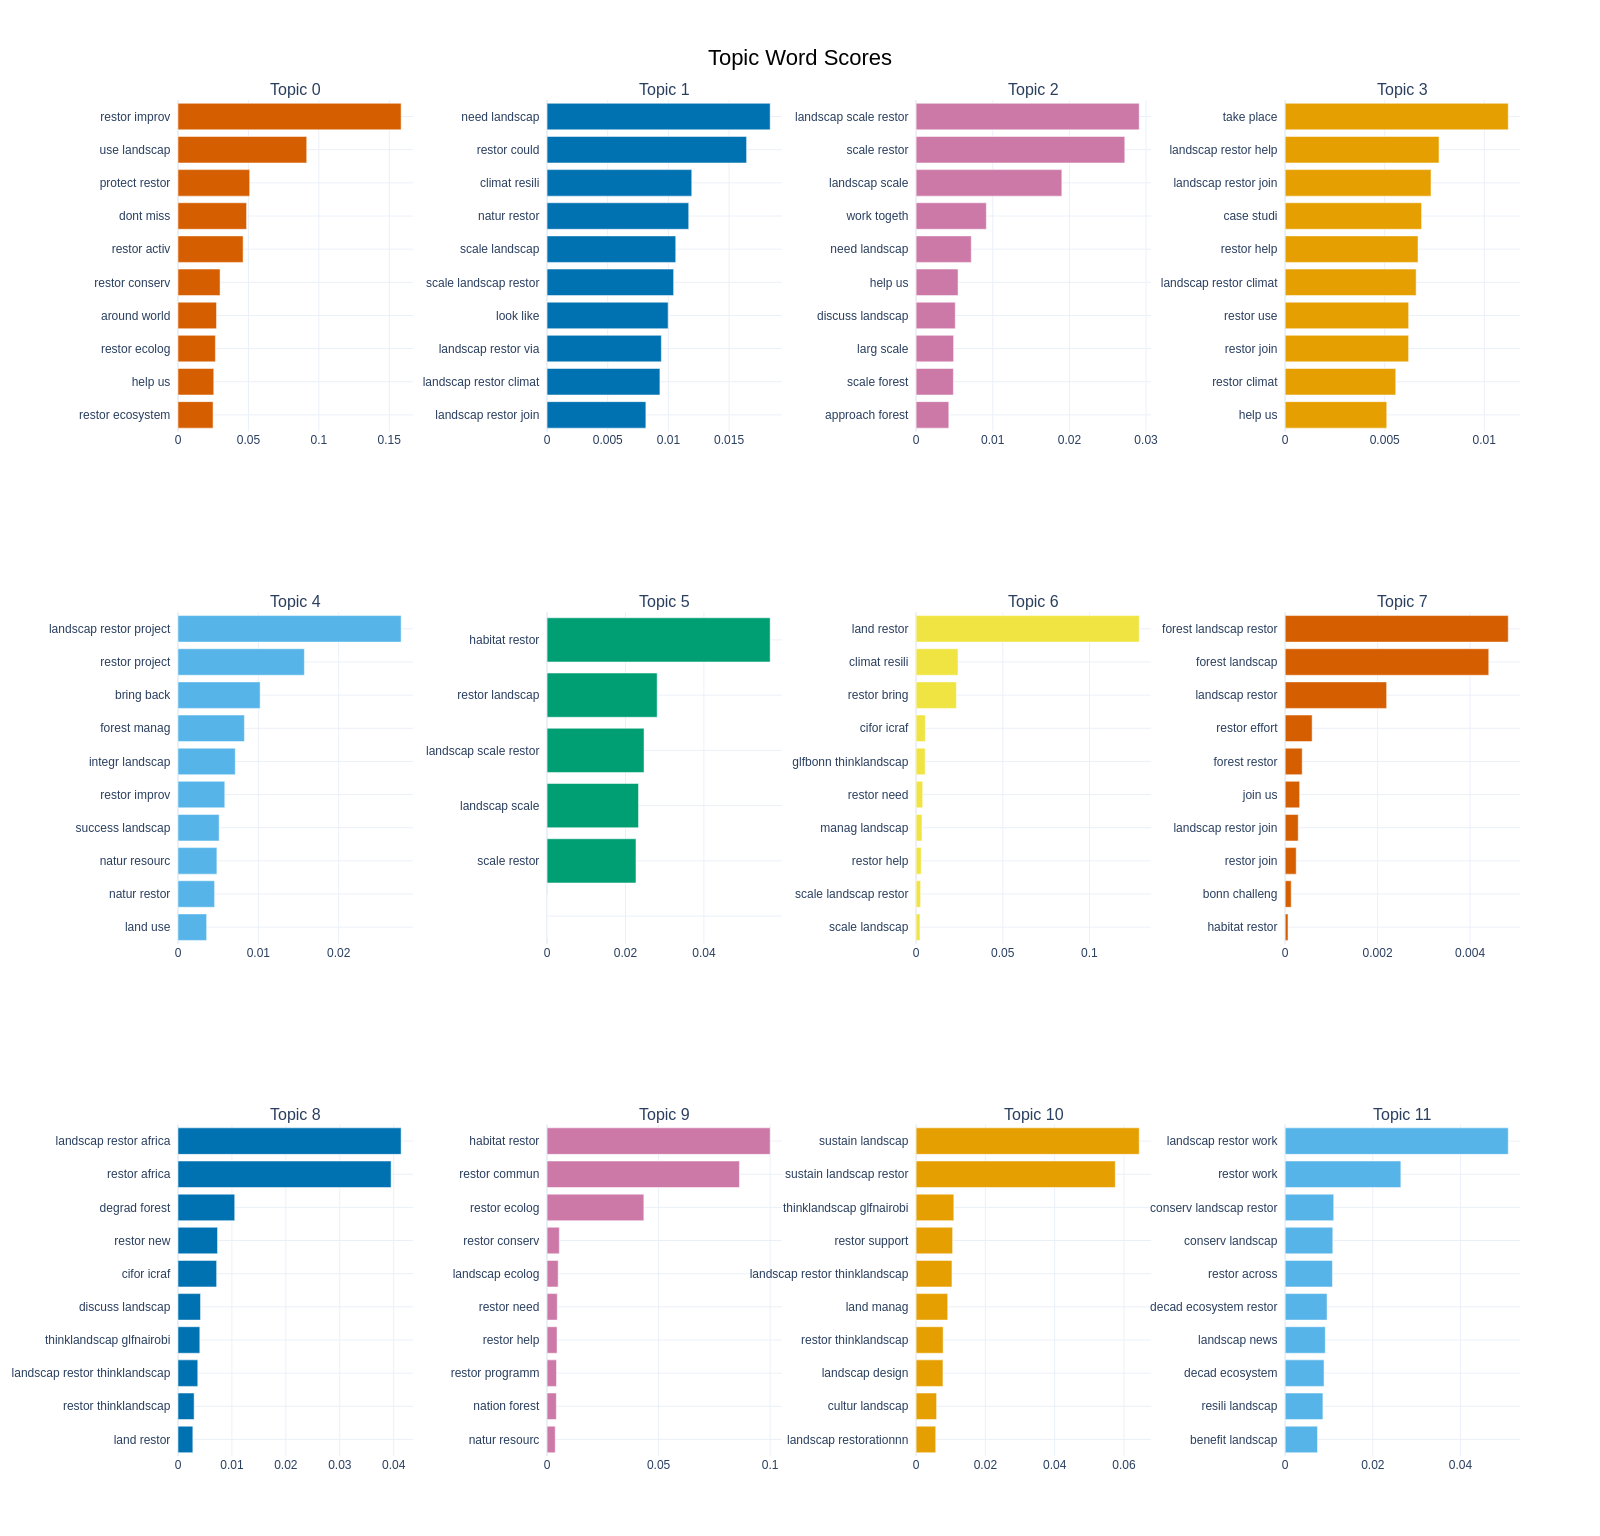 Topic Word Scores
Topic 0
restor improv
use landscap
protect restor
dont miss
restor activ
restor conserv
around world
restor ecolog
help us
restor ecosystem
0 0.05 0.1 0.15
Topic 1
need landscap
restor could
climat resili
natur restor
scale landscap
scale landscap restor
look like
landscap restor via
landscap restor climat
landscap restor join
0 0.005 0.01 0.015
Topic 2
landscap scale restor
scale restor
landscap scale
work togeth
need landscap
help us
discuss landscap
larg scale
scale forest
approach forest
0 0.01 0.02 0.03
Topic 3
take place
landscap restor help
landscap restor join
case studi
restor help
landscap restor climat
restor use
restor join
restor climat
help us
0 0.005 0.01
Topic 4
landscap restor project
restor project
bring back
forest manag
integr landscap
restor improv
success landscap
natur resourc
natur restor
land use
0 0.01 0.02
Topic 5
habitat restor
restor landscap
landscap scale restor
landscap scale
scale restor
0 0.02 0.04
Topic 6
land restor
climat resili
restor bring
cifor icraf
glfbonn thinklandscap
restor need
manag landscap
restor help
scale landscap restor
scale landscap
0 0.05 0.1
Topic 7
forest landscap restor
forest landscap
landscap restor
restor effort
forest restor
join us
landscap restor join
restor join
bonn challeng
habitat restor
0 0.002 0.004
Topic 8
landscap restor africa
restor africa
degrad forest
restor new
cifor icraf
discuss landscap
thinklandscap glfnairobi
landscap restor thinklandscap
restor thinklandscap
land restor
0 0.01 0.02 0.03 0.04
Topic 9
habitat restor
restor commun
restor ecolog
restor conserv
landscap ecolog
restor need
restor help
restor programm
nation forest
natur resourc
0 0.05 0.1
Topic 10
sustain landscap
sustain landscap restor
thinklandscap glfnairobi
restor support
landscap restor thinklandscap
land manag
restor thinklandscap
landscap design
cultur landscap
landscap restorationnn
0 0.02 0.04 0.06
Topic 11
landscap restor work
restor work
conserv landscap restor
conserv landscap
restor across
decad ecosystem restor
landscap news
decad ecosystem
resili landscap
benefit landscap
0 0.02 0.04